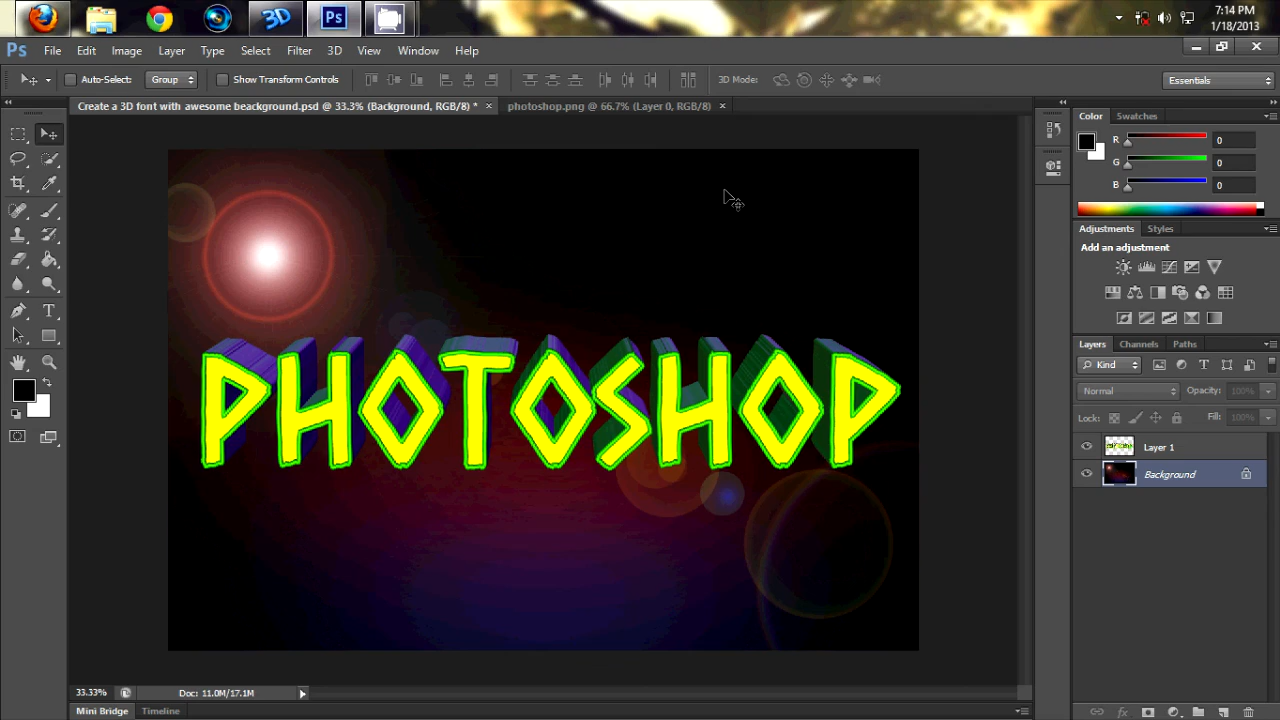 3D
Ps
7:14 PM
1/18/2013
Ps File Edit Image Layer Type Select Filter 3D View Window Help
Auto-Select: Group Show Transform Controls 3D Mode: Essentials
Create a 3D font with awesome beackground.psd @ 33.3% (Background, RGB/8) * × photoshop.png @ 66.7% (Layer 0, RGB/8) ×
Color Swatches
R 0
G 0
B 0
Adjustments Styles
Add an adjustment
PHOTOSHOP
Layers Channels Paths
Kind
Normal Opacity: 100%
Lock: Fill: 100%
Layer 1
Background
33.33% Doc: 11.0M/17.1M
Mini Bridge Timeline
fx